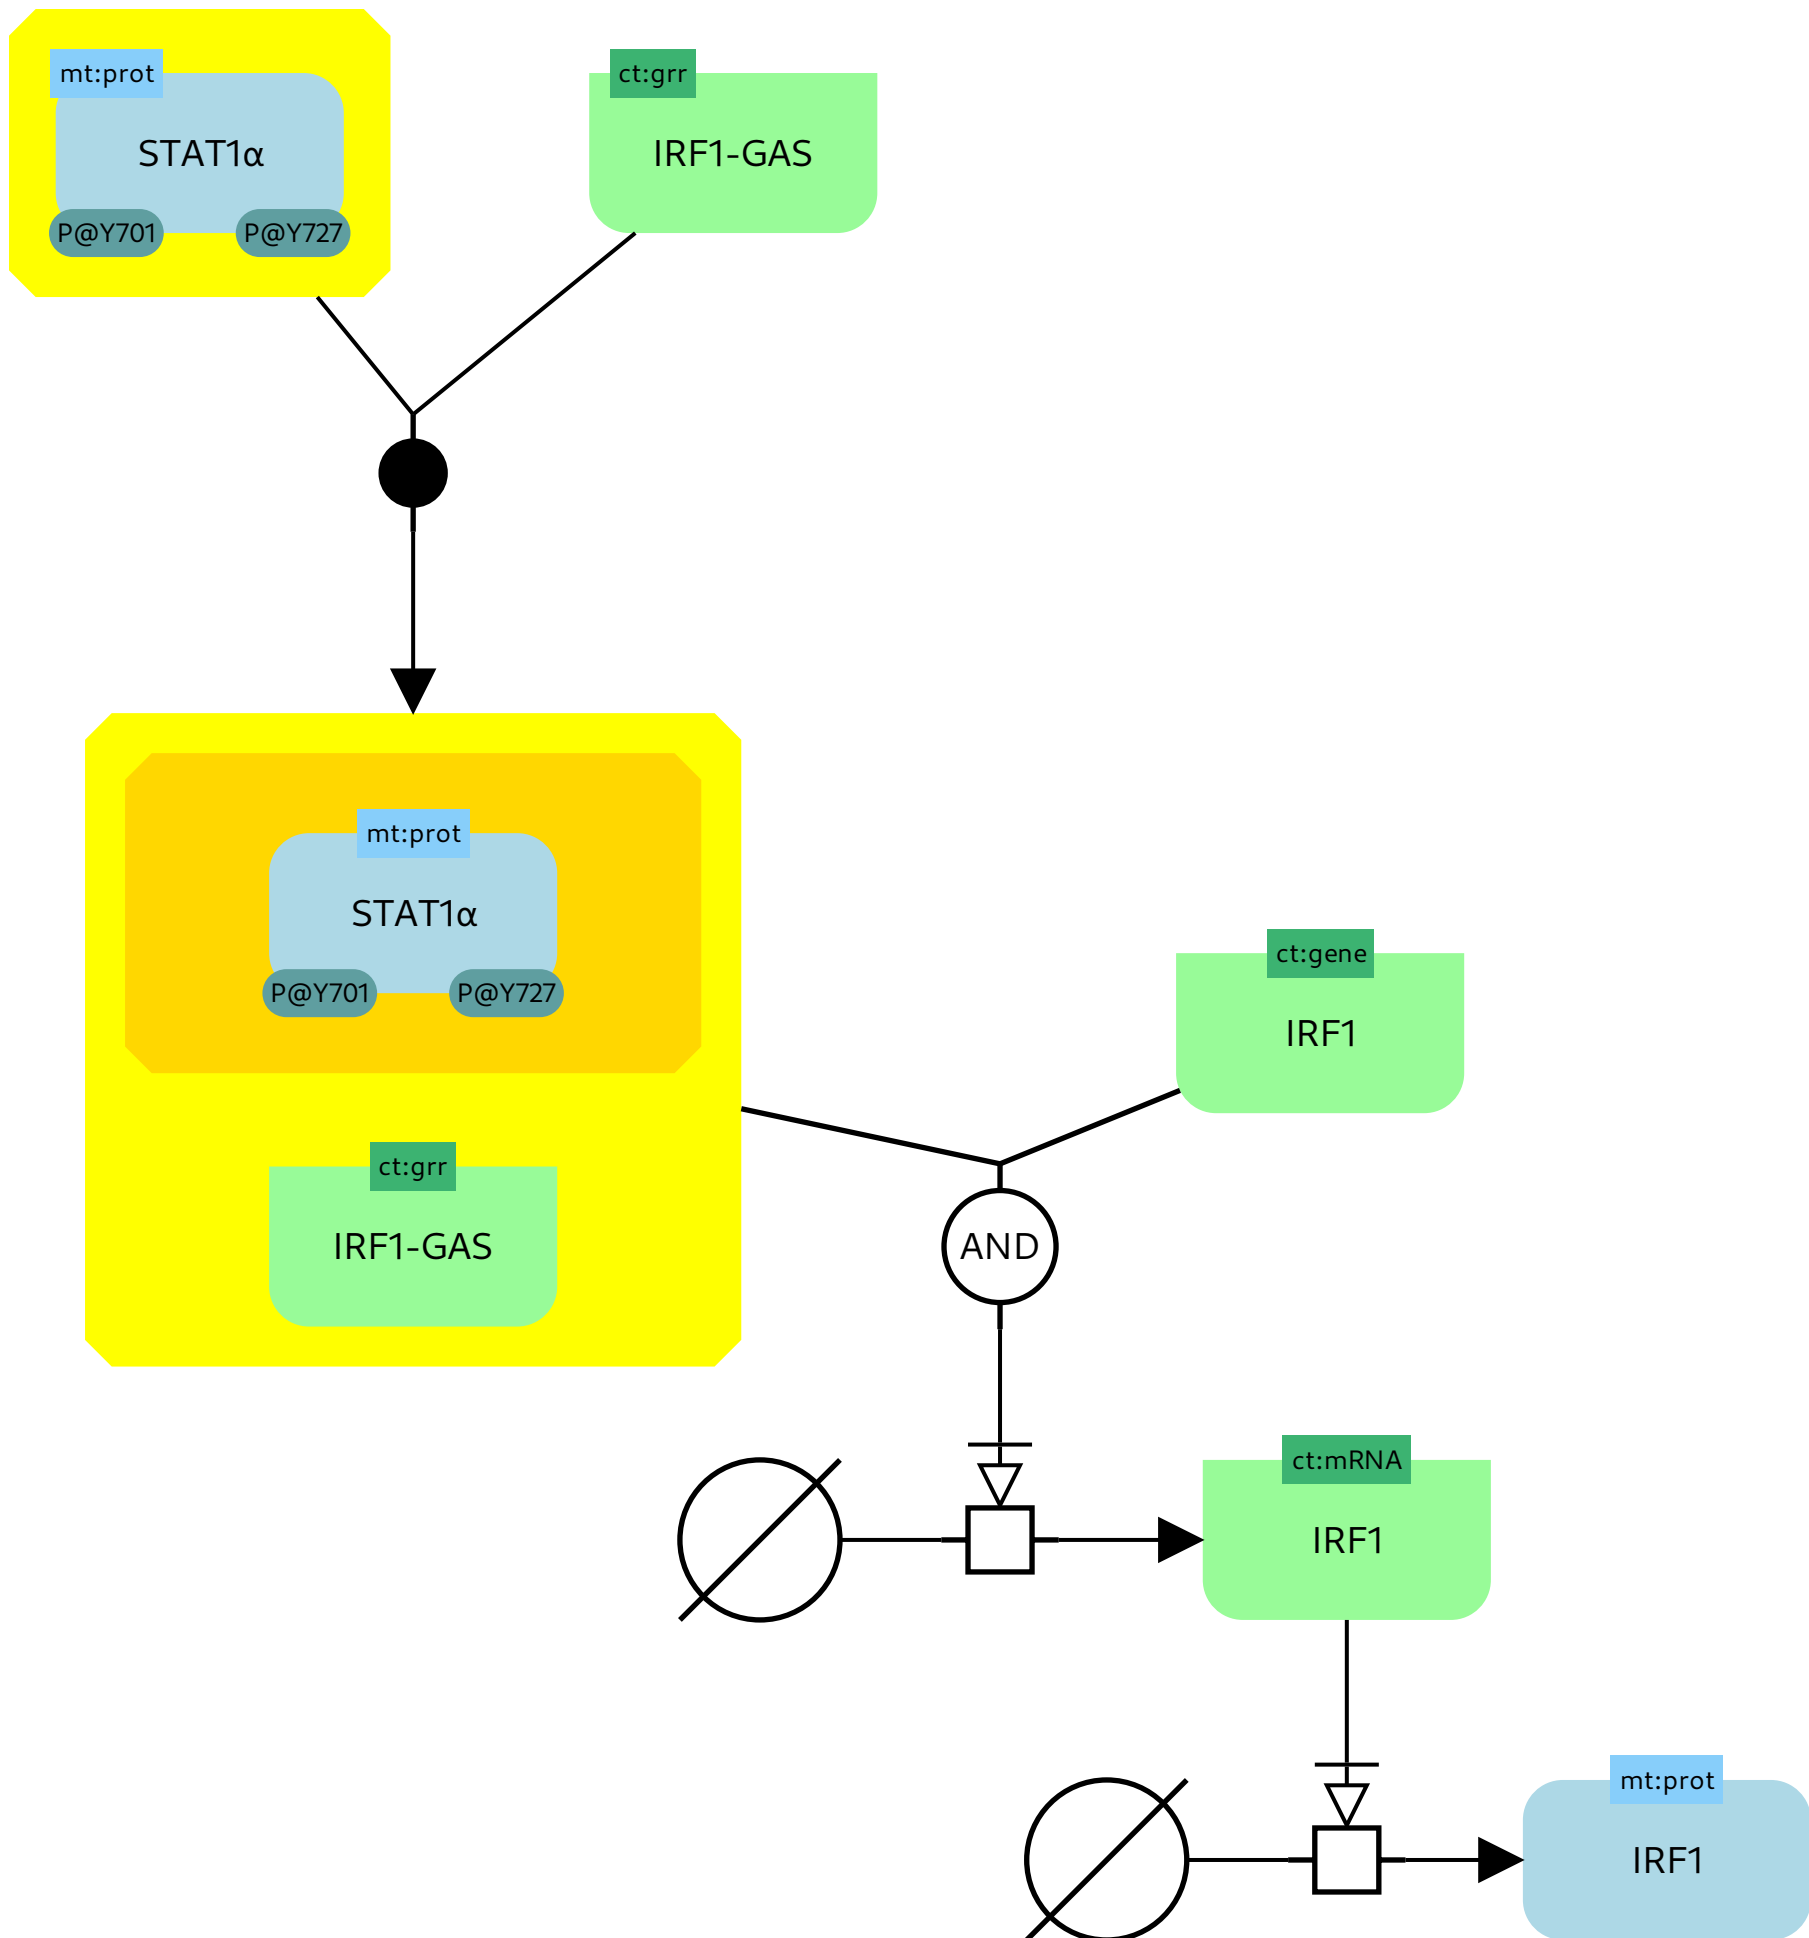 mt:prot
STAT1α
P@Y701
P@Y727
ct:grr
IRF1-GAS
mt:prot
STAT1α
P@Y701
P@Y727
ct:grr
IRF1-GAS
ct:gene
IRF1
AND
ct:mRNA
IRF1
mt:prot
IRF1